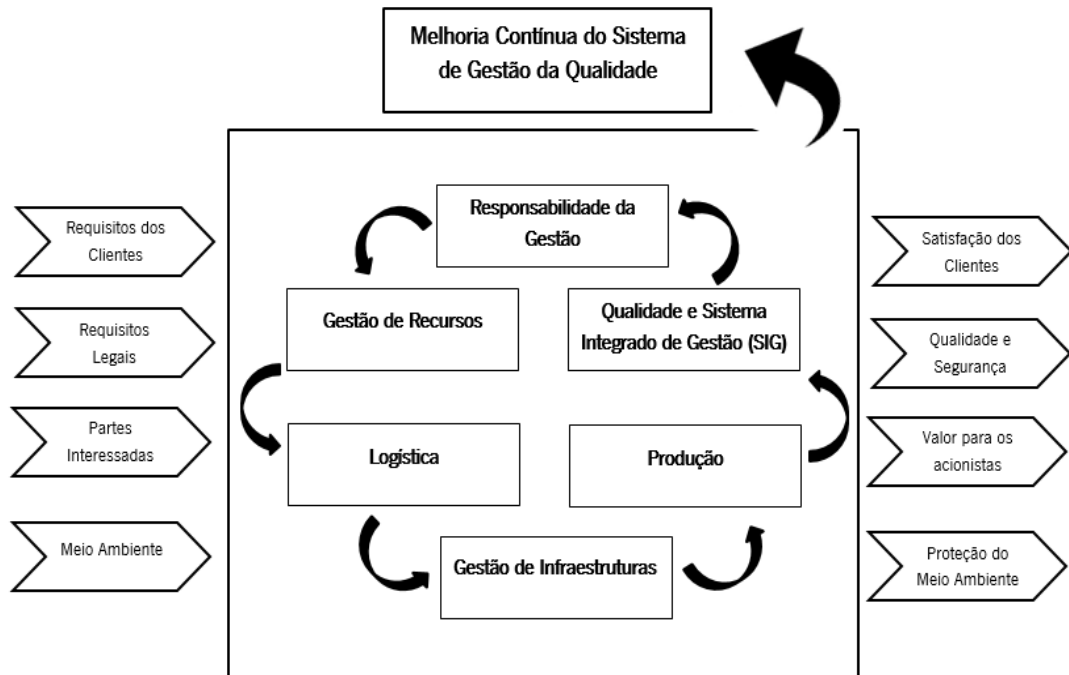 Melhoria Contínua do Sistema
de Gestão da Qualidade
Requisitos dos
Clientes
Requisitos
Legais
Partes
Interessadas
Meio Ambiente
Responsabilidade da
Gestão
Gestão de Recursos
Qualidade e Sistema
Integrado de Gestão (SIG)
Logística
Produção
Gestão de Infraestruturas
Satisfação dos
Clientes
Qualidade e
Segurança
Valor para os
acionistas
Proteção do
Meio Ambiente